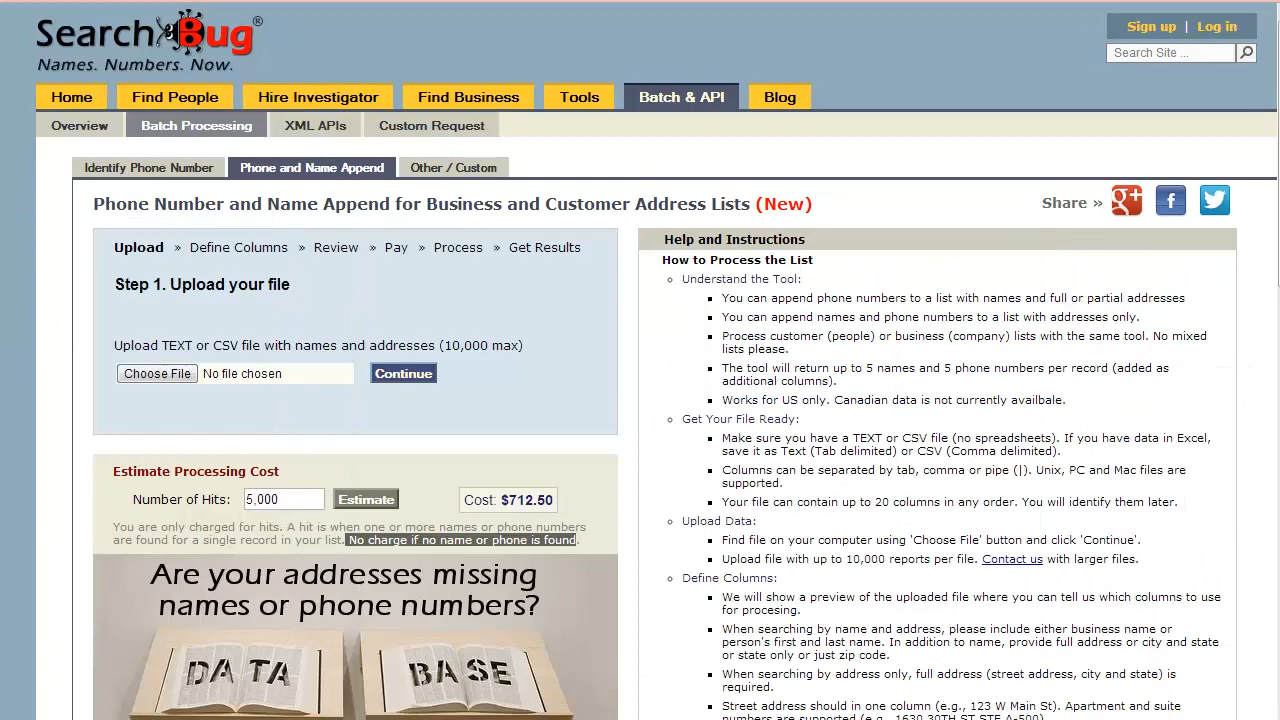 SearchBug®
Names. Numbers. Now.
Sign up | Log in
Search Site ...
Home
Find People
Hire Investigator
Find Business
Tools
Batch & API
Blog
Overview
Batch Processing
XML APIs
Custom Request
Identify Phone Number
Phone and Name Append
Other / Custom
Phone Number and Name Append for Business and Customer Address Lists (New)
Share »
Upload » Define Columns » Review » Pay » Process » Get Results
Step 1. Upload your file
Upload TEXT or CSV file with names and addresses (10,000 max)
Choose File No file chosen
Continue
Estimate Processing Cost
Number of Hits: 5,000 Estimate Cost: $712.50
You are only charged for hits. A hit is when one or more names or phone numbers
are found for a single record in your list. No charge if no name or phone is found.
Are your addresses missing
names or phone numbers?
DATA BASE
Help and Instructions
How to Process the List
Understand the Tool:
You can append phone numbers to a list with names and full or partial addresses
You can append names and phone numbers to a list with addresses only.
Process customer (people) or business (company) lists with the same tool. No mixed
lists please.
The tool will return up to 5 names and 5 phone numbers per record (added as
additional columns).
Works for US only. Canadian data is not currently availbale.
Get Your File Ready:
Make sure you have a TEXT or CSV file (no spreadsheets). If you have data in Excel,
save it as Text (Tab delimited) or CSV (Comma delimited).
Columns can be separated by tab, comma or pipe (|). Unix, PC and Mac files are
supported.
Your file can contain up to 20 columns in any order. You will identify them later.
Upload Data:
Find file on your computer using 'Choose File' button and click 'Continue'.
Upload file with up to 10,000 reports per file. Contact us with larger files.
Define Columns:
We will show a preview of the uploaded file where you can tell us which columns to use
for procesing.
When searching by name and address, please include either business name or
person's first and last name. In addition to name, provide full address or city and state
or state only or just zip code.
When searching by address only, full address (street address, city and state) is
required.
Street address should in one column (e.g., 123 W Main St). Apartment and suite
numbers are supported (e.g., 1630 30TH ST STE A-500)